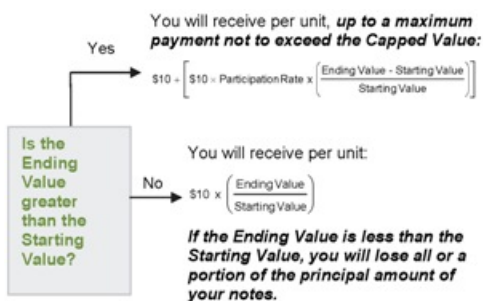 You will receive per unit, up to a maximum
payment not to exceed the Capped Value:
Yes
$10 + [ $10 × Participation Rate x ( Ending Value - Starting Value / Starting Value ) ]
Is the
Ending
Value
greater
than the
Starting
Value?
You will receive per unit:
No
$10 x ( Ending Value / Starting Value )
If the Ending Value is less than the
Starting Value, you will lose all or a
portion of the principal amount of
your notes.